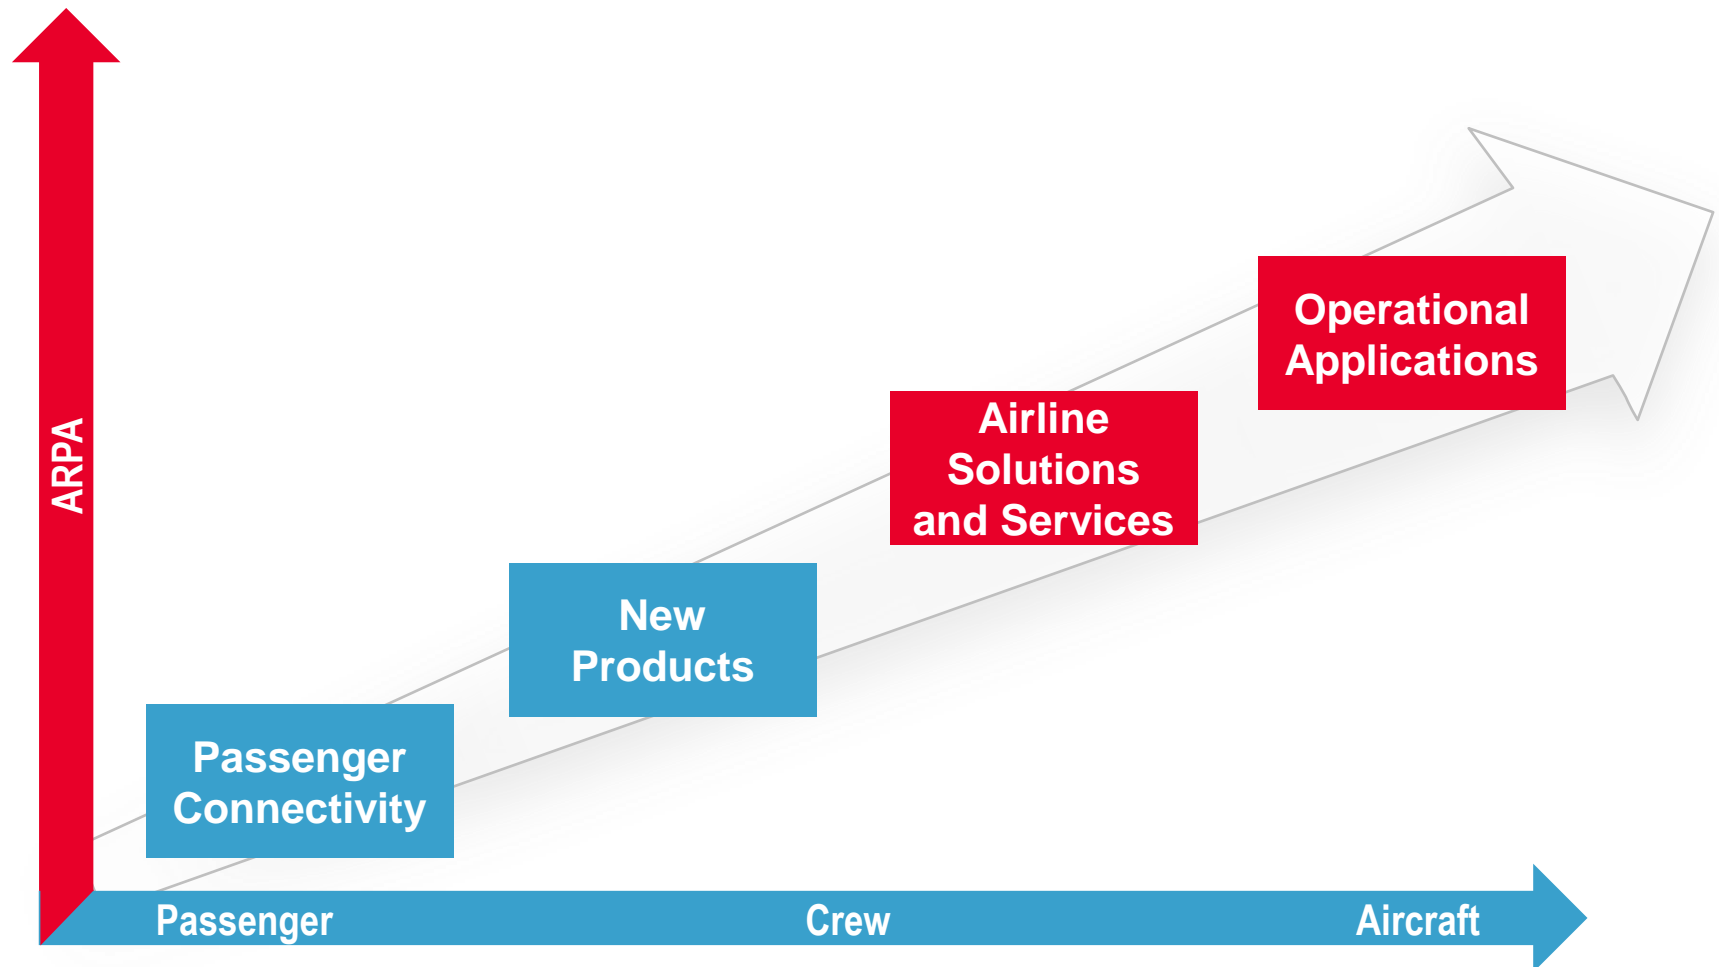 ARPA
Operational
Applications
Airline
Solutions
and Services
New
Products
Passenger
Connectivity
Passenger
Crew
Aircraft